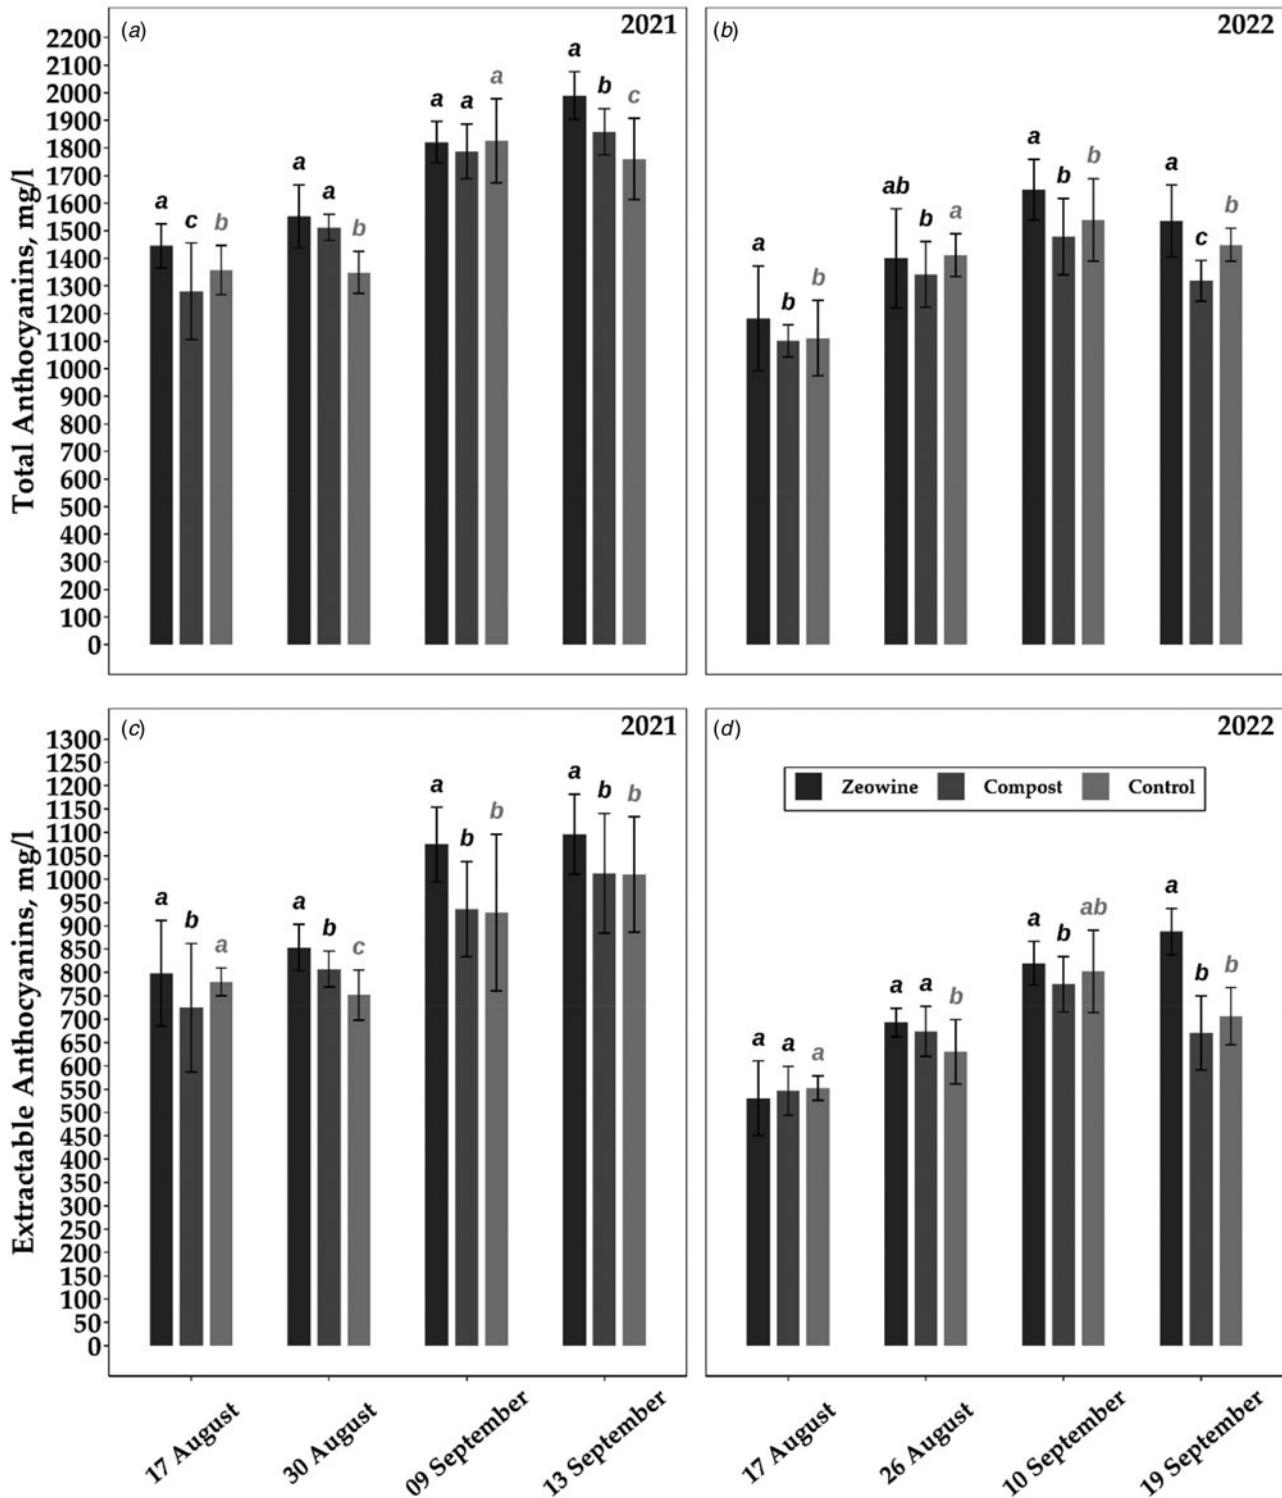 (a)
2021
(b)
2022
Total Anthocyanins, mg/l
2200
2100
2000
1900
1800
1700
1600
1500
1400
1300
1200
1100
1000
900
800
700
600
500
400
300
200
100
0
a c b
a a b
a a a
a b c
a b b
ab b a
a b b
a c b
(c)
2021
(d)
2022
Extractable Anthocyanins, mg/l
1300
1250
1200
1150
1100
1050
1000
950
900
850
800
750
700
650
600
550
500
450
400
350
300
250
200
150
100
50
0
Zeowine Compost Control
a b a
a b c
a b b
a b b
a a a
a a b
a b ab
a b b
17 August
30 August
09 September
13 September
17 August
26 August
10 September
19 September